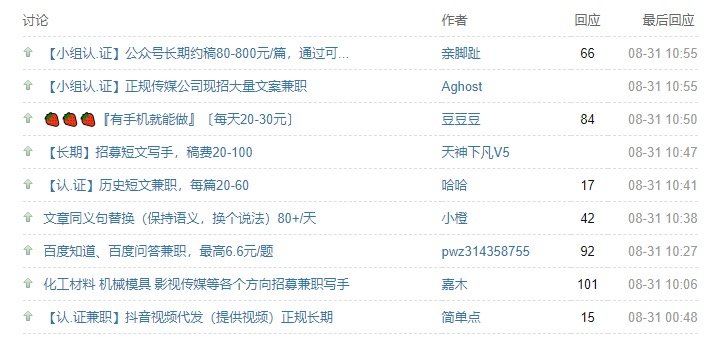 讨论 作者 回应 最后回应
【小组认.证】公众号长期约稿80-800元/篇，通过可... 亲脚趾 66 08-31 10:55
【小组认.证】正规传媒公司现招大量文案兼职 Aghost 08-31 10:55
🍓🍓🍓『有手机就能做』〔每天20-30元〕 豆豆豆 84 08-31 10:50
【长期】招募短文写手，稿费20-100 天神下凡V5 08-31 10:47
【认.证】历史短文兼职，每篇20-60 哈哈 17 08-31 10:41
文章同义句替换（保持语义，换个说法）80+/天 小橙 42 08-31 10:38
百度知道、百度问答兼职，最高6.6元/题 pwz314358755 92 08-31 10:27
化工材料 机械模具 影视传媒等各个方向招募兼职写手 嘉木 101 08-31 10:06
【认.证兼职】抖音视频代发（提供视频）正规长期 简单点 15 08-31 00:48